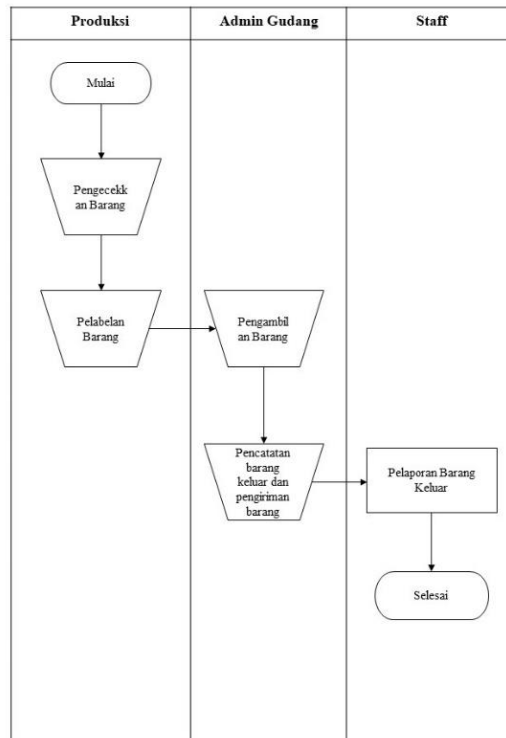 Produksi
Admin Gudang
Staff
Mulai
Pengecekk
an Barang
Pelabelan
Barang
Pengambil
an Barang
Pencatatan
barang
keluar dan
pengiriman
barang
Pelaporan Barang
Keluar
Selesai